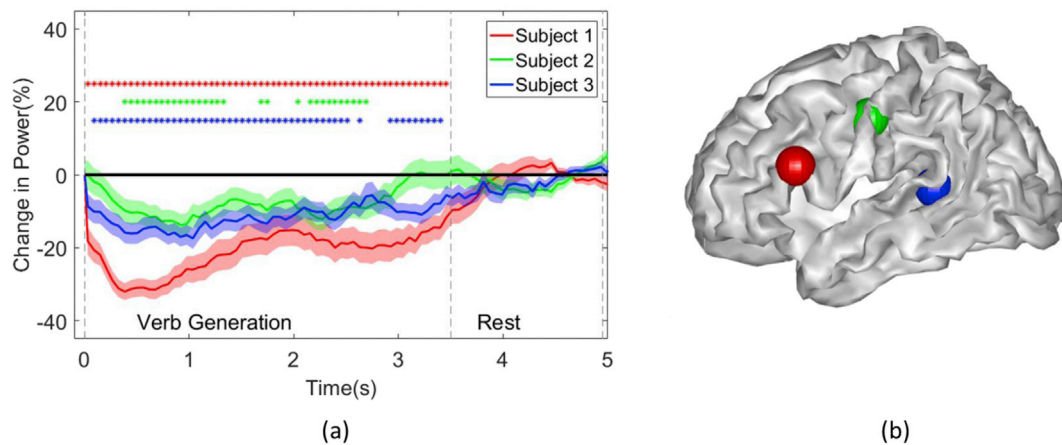 40
20
0
-20
-40
Change in Power(%)
Subject 1
Subject 2
Subject 3
Verb Generation
Rest
0 1 2 3 4 5
Time(s)
(a)
(b)